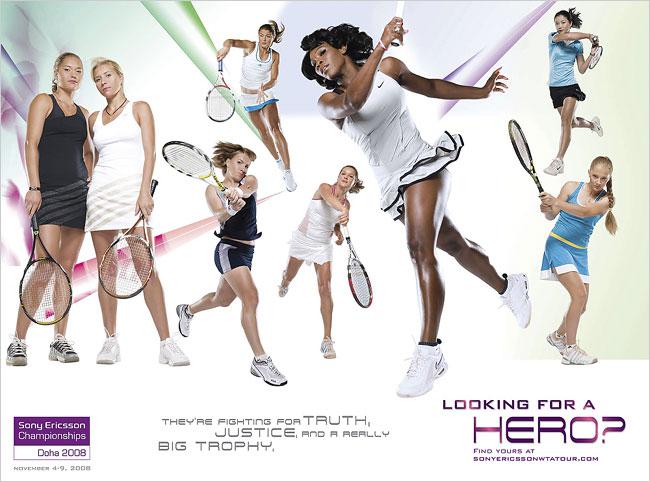 Sony Ericsson
Championships
Doha 2008
NOVEMBER 4-9, 2008
THEY'RE FIGHTING FOR TRUTH,
JUSTICE, AND A REALLY
BIG TROPHY.
LOOKING FOR A
HERO?
FIND YOURS AT
SONYERICSSONWTATOUR.COM